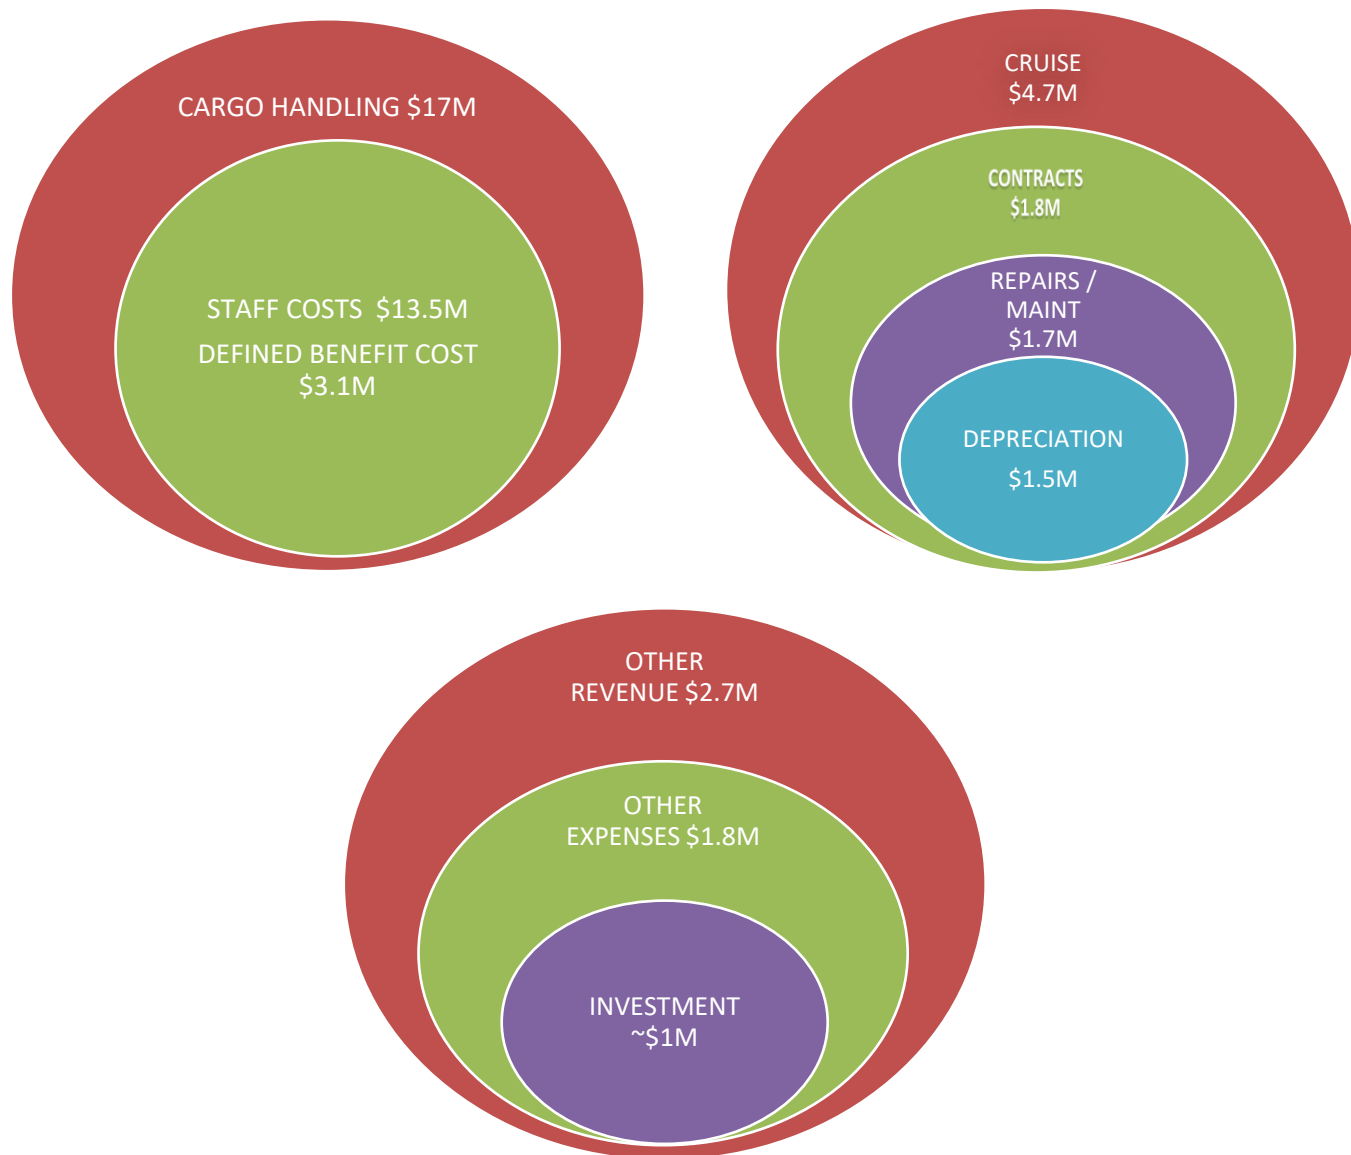 CARGO HANDLING $17M
STAFF COSTS $13.5M
DEFINED BENEFIT COST
$3.1M
CRUISE
$4.7M
CONTRACTS
$1.8M
REPAIRS /
MAINT
$1.7M
DEPRECIATION
$1.5M
OTHER
REVENUE $2.7M
OTHER
EXPENSES $1.8M
INVESTMENT
~$1M